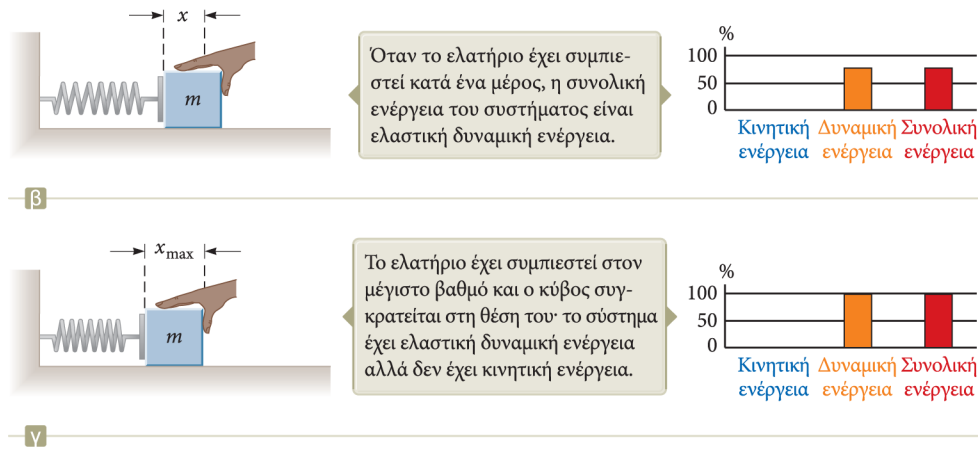 x
m
Όταν το ελατήριο έχει συμπιε-
στεί κατά ένα μέρος, η συνολική
ενέργεια του συστήματος είναι
ελαστική δυναμική ενέργεια.
%
100
50
0
Κινητική Δυναμική Συνολική
ενέργεια ενέργεια ενέργεια
β
xmax
m
Το ελατήριο έχει συμπιεστεί στον
μέγιστο βαθμό και ο κύβος συγ-
κρατείται στη θέση του· το σύστημα
έχει ελαστική δυναμική ενέργεια
αλλά δεν έχει κινητική ενέργεια.
%
100
50
0
Κινητική Δυναμική Συνολική
ενέργεια ενέργεια ενέργεια
γ